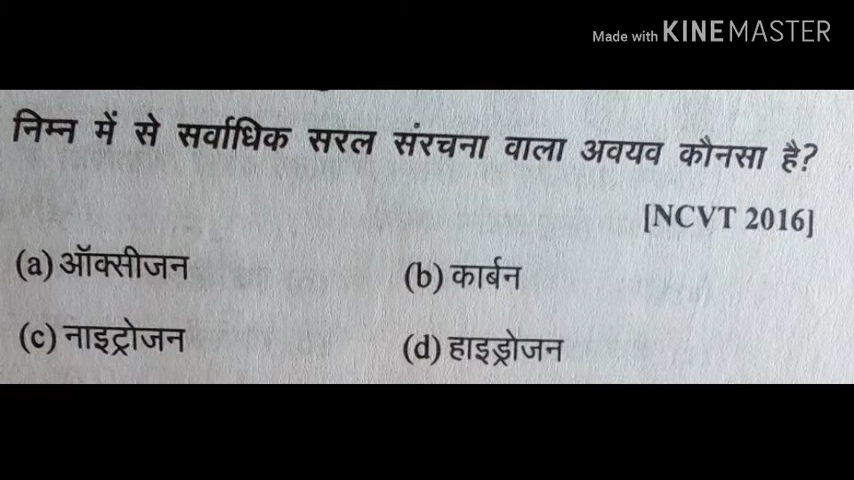 Made with KINEMASTER
निम्न में से सर्वाधिक सरल संरचना वाला अवयव कौनसा है?
[NCVT 2016]
(a) ऑक्सीजन (b) कार्बन
(c) नाइट्रोजन (d) हाइड्रोजन